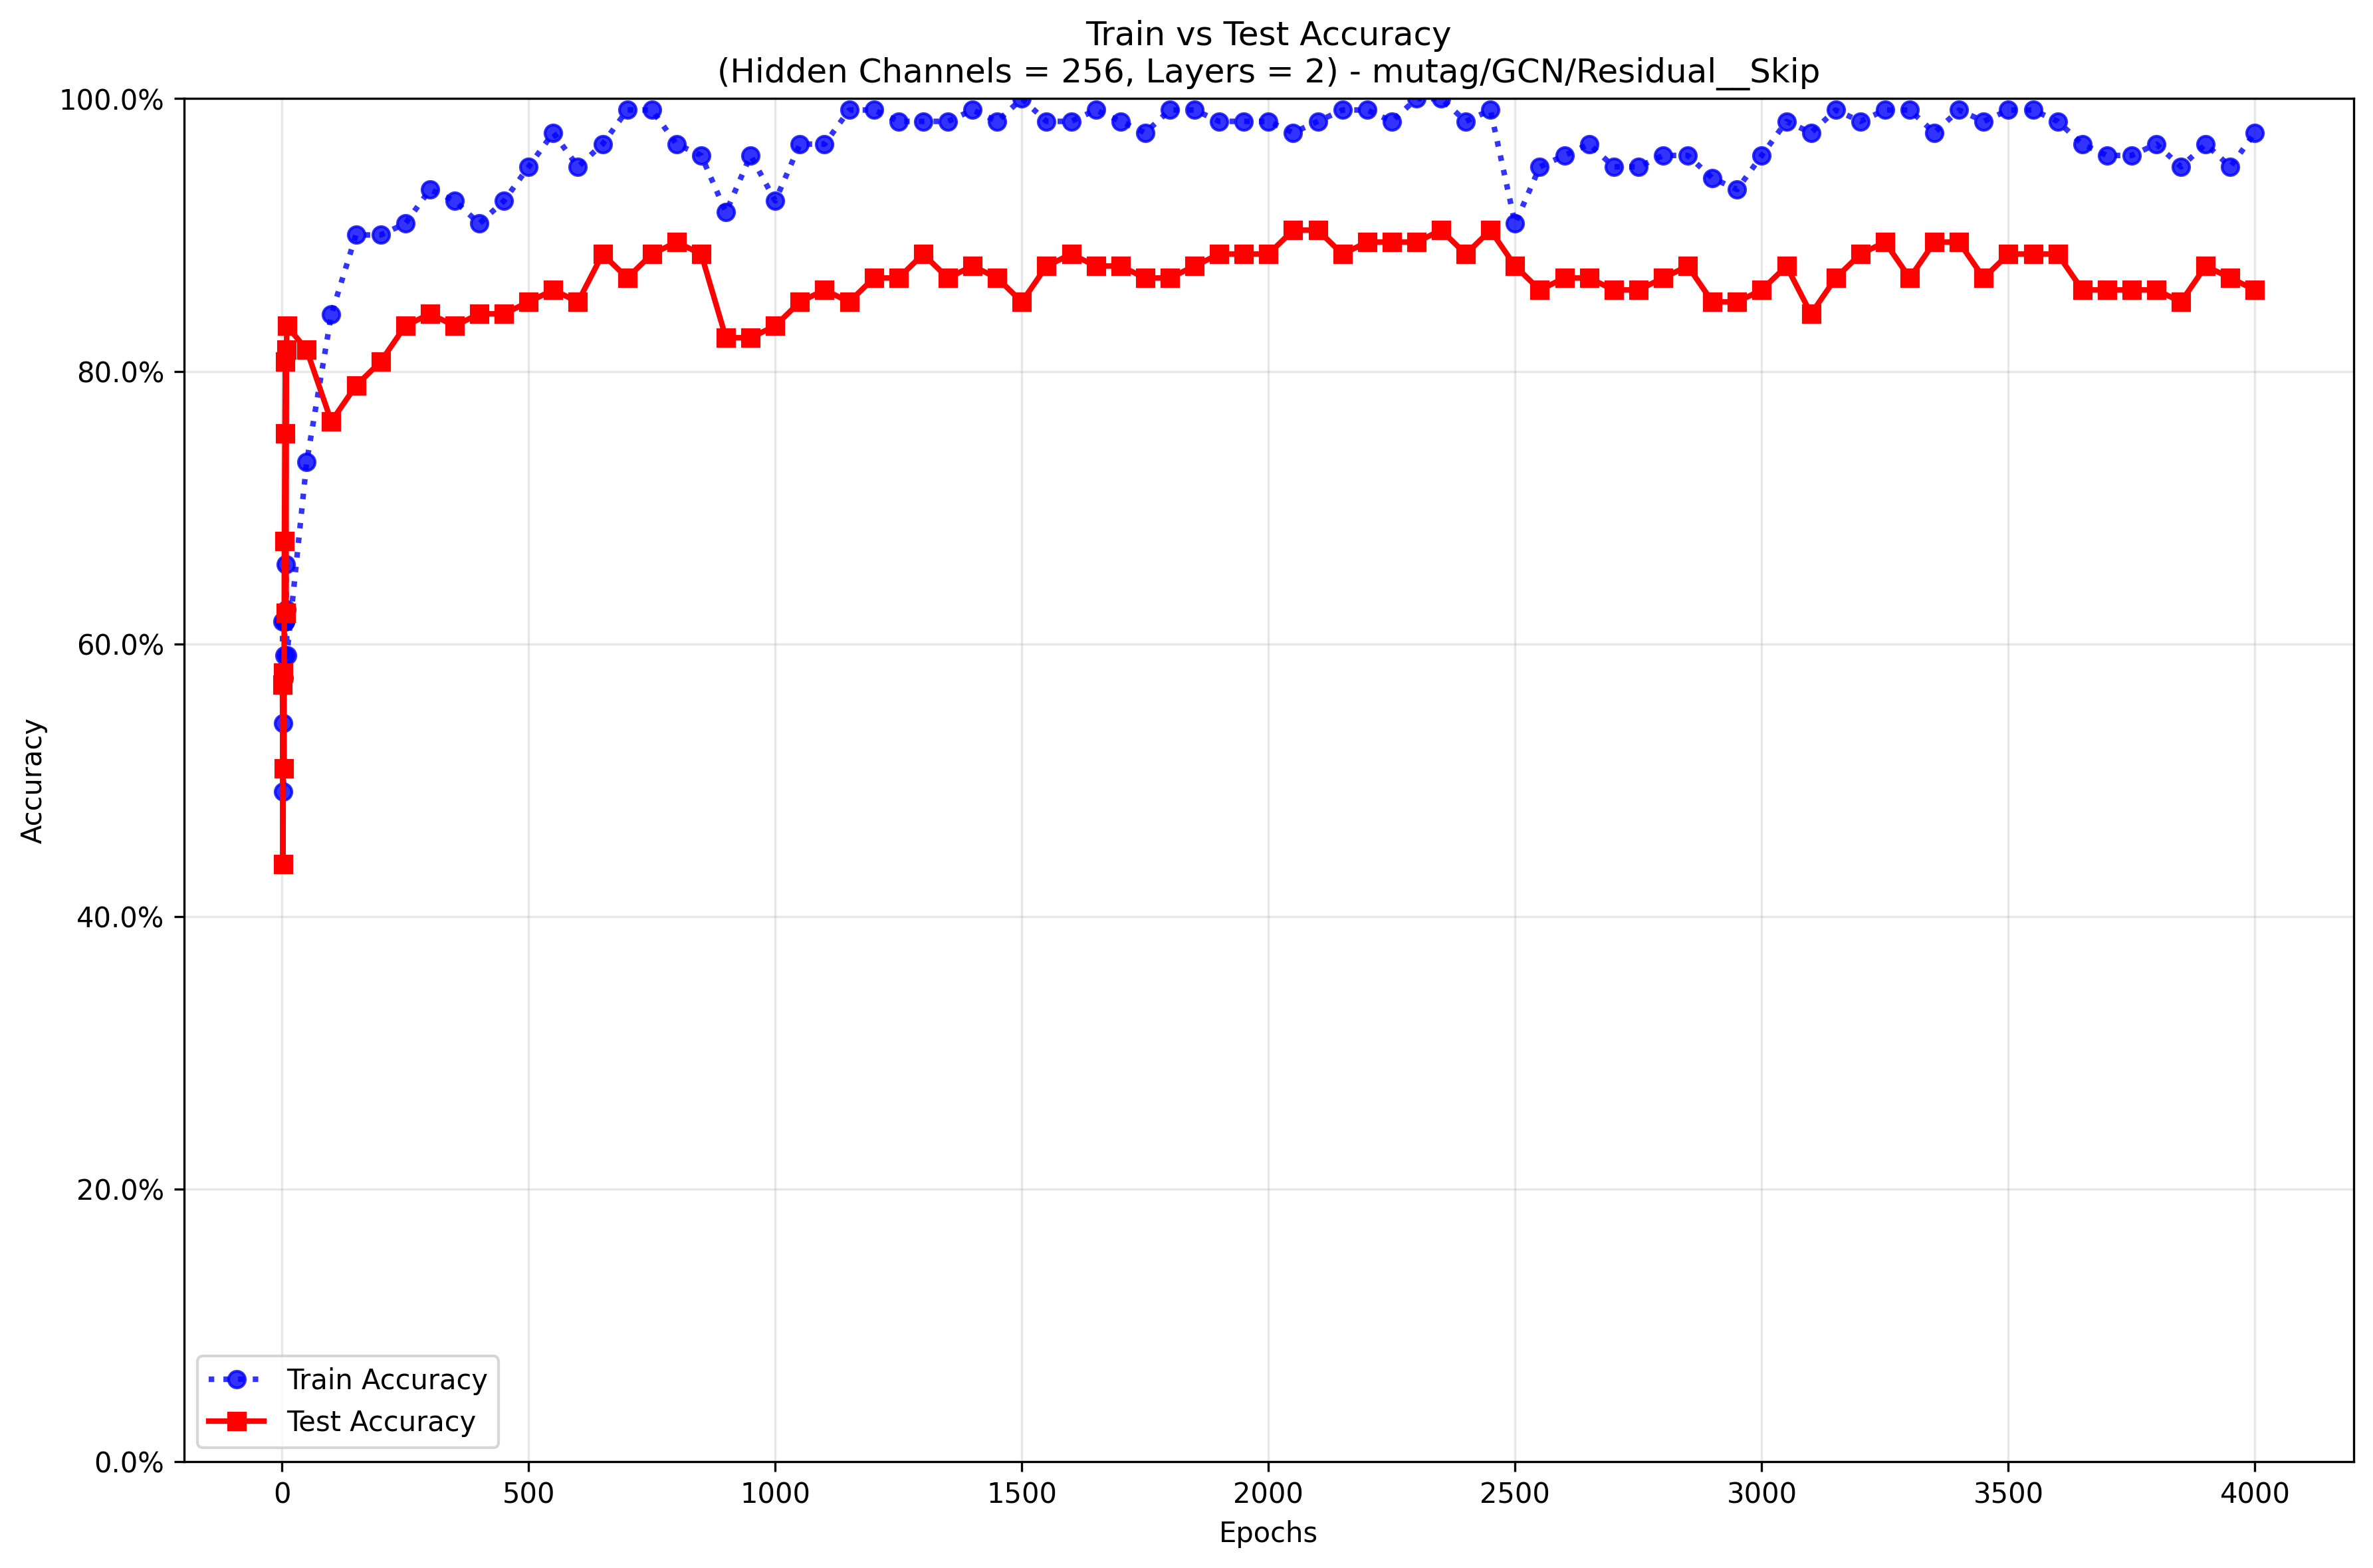 Train vs Test Accuracy
(Hidden Channels = 256, Layers = 2) - mutag/GCN/Residual__Skip
100.0%
80.0%
60.0%
40.0%
20.0%
0.0%
Accuracy
Train Accuracy
Test Accuracy
0 500 1000 1500 2000 2500 3000 3500 4000
Epochs